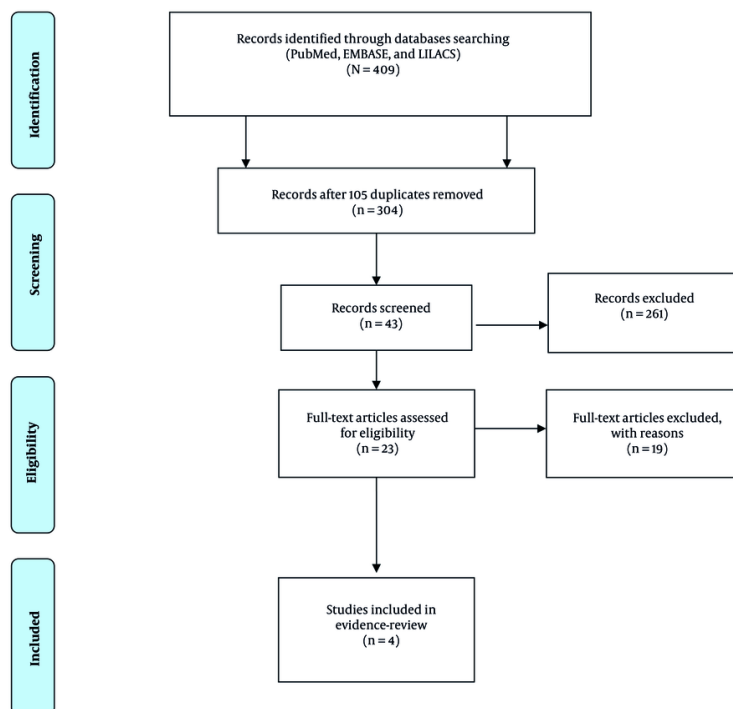 Identification
Records identified through databases searching
(PubMed, EMBASE, and LILACS)
(N = 409)
Records after 105 duplicates removed
(n = 304)
Screening
Records screened
(n = 43)
Records excluded
(n = 261)
Eligibility
Full-text articles assessed
for eligibility
(n = 23)
Full-text articles excluded,
with reasons
(n = 19)
Included
Studies included in
evidence-review
(n = 4)